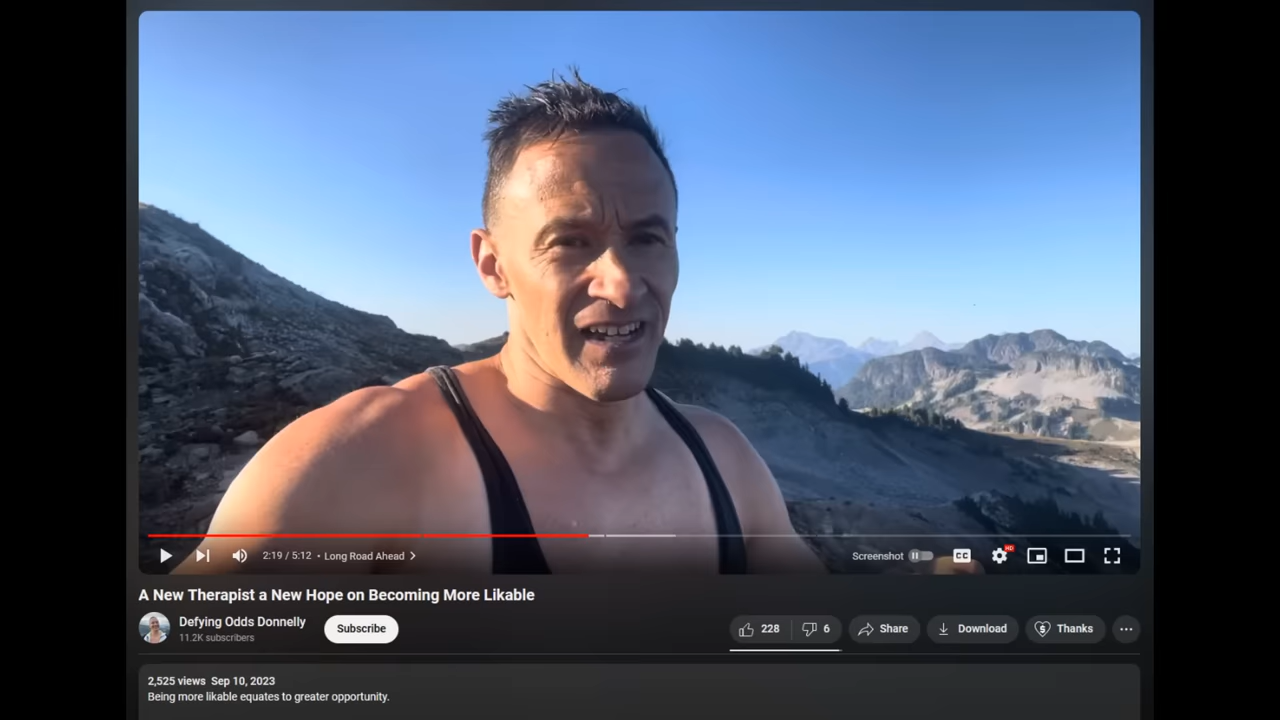 2:19 / 5:12 • Long Road Ahead
Screenshot
CC
HD
A New Therapist a New Hope on Becoming More Likable
Defying Odds Donnelly
11.2K subscribers
Subscribe
228
6
Share
Download
Thanks
2,525 views Sep 10, 2023
Being more likable equates to greater opportunity.